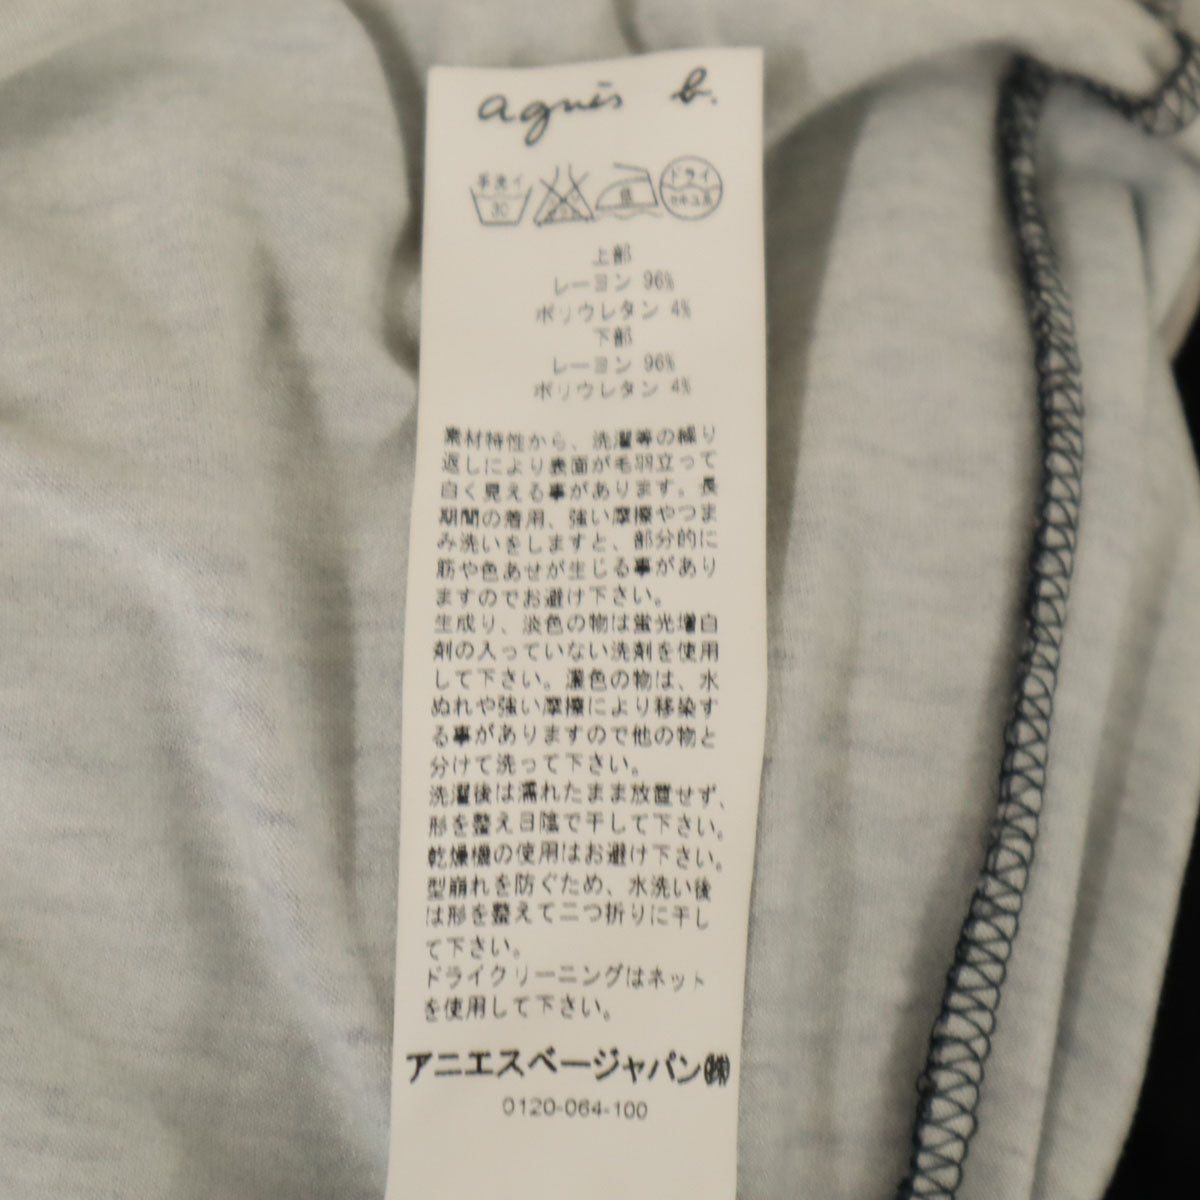 agnès b.
手洗イ
30
ドライ
セキユ系
上部
レーヨン 96%
ポリウレタン 4%
下部
レーヨン 96%
ポリウレタン 4%
素材特性から、洗濯等の繰り
返しにより表面が毛羽立って
白く見える事があります。長
期間の着用、強い摩擦やつま
み洗いをしますと、部分的に
筋や色あせが生じる事があり
ますのでお避け下さい。
生成り、淡色の物は蛍光増白
剤の入っていない洗剤を使用
して下さい。濃色の物は、水
ぬれや強い摩擦により移染す
る事がありますので他の物と
分けて洗って下さい。
洗濯後は濡れたまま放置せず、
形を整え日陰で干して下さい。
乾燥機の使用はお避け下さい。
型崩れを防ぐため、水洗い後
は形を整えて二つ折りに干し
て下さい。
ドライクリーニングはネット
を使用して下さい。
アニエスベージャパン㈱
0120-064-100